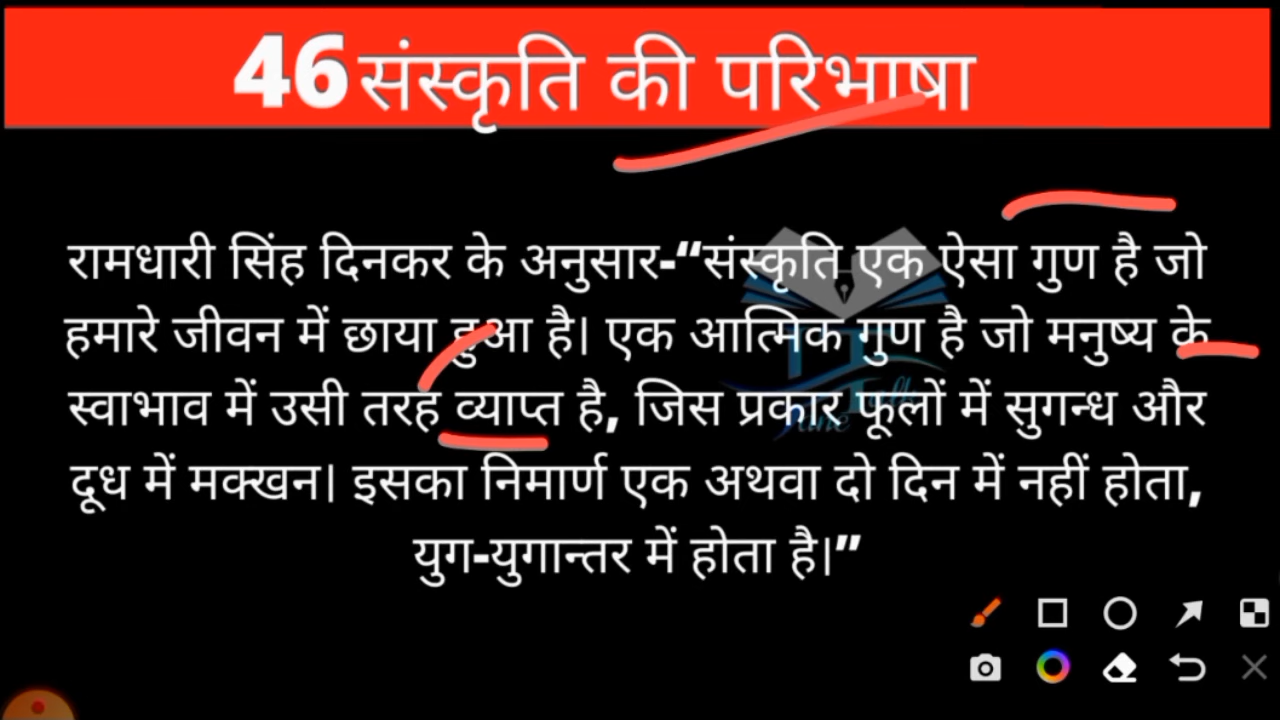 46 संस्कृति की परिभाषा
रामधारी सिंह दिनकर के अनुसार-“संस्कृति एक ऐसा गुण है जो
हमारे जीवन में छाया हुआ है। एक आत्मिक गुण है जो मनुष्य के
स्वाभाव में उसी तरह व्याप्त है, जिस प्रकार फूलों में सुगन्ध और
दूध में मक्खन। इसका निमार्ण एक अथवा दो दिन में नहीं होता,
युग-युगान्तर में होता है।”